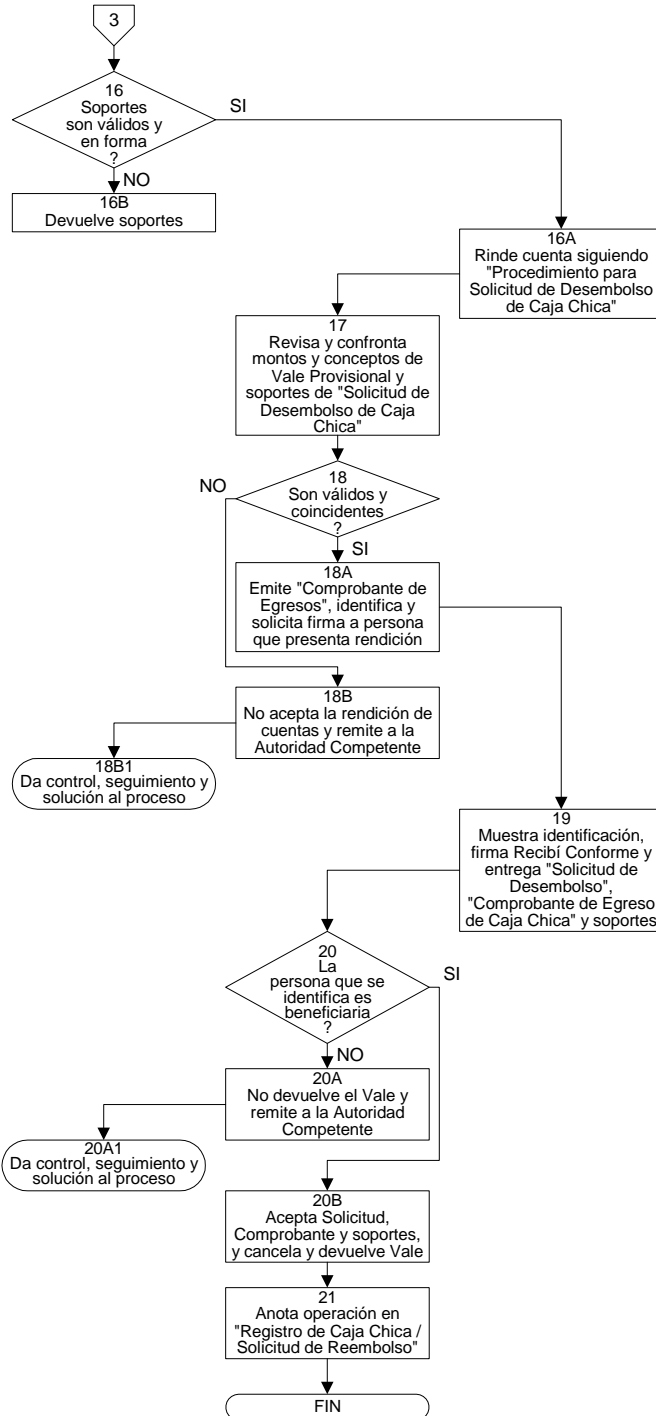 3
16
Soportes
son válidos y
en forma
?
SI
NO
16B
Devuelve soportes
16A
Rinde cuenta siguiendo
"Procedimiento para
Solicitud de Desembolso
de Caja Chica"
17
Revisa y confronta
montos y conceptos de
Vale Provisional y
soportes de "Solicitud de
Desembolso de Caja
Chica"
18
Son válidos y
coincidentes
?
NO
SI
18A
Emite "Comprobante de
Egresos", identifica y
solicita firma a persona
que presenta rendición
18B
No acepta la rendición de
cuentas y remite a la
Autoridad Competente
18B1
Da control, seguimiento y
solución al proceso
19
Muestra identificación,
firma Recibí Conforme y
entrega "Solicitud de
Desembolso",
"Comprobante de Egreso
de Caja Chica" y soportes
20
La
persona que se
identifica es
beneficiaria
?
SI
NO
20A
No devuelve el Vale y
remite a la Autoridad
Competente
20A1
Da control, seguimiento y
solución al proceso
20B
Acepta Solicitud,
Comprobante y soportes,
y cancela y devuelve Vale
21
Anota operación en
"Registro de Caja Chica /
Solicitud de Reembolso"
FIN